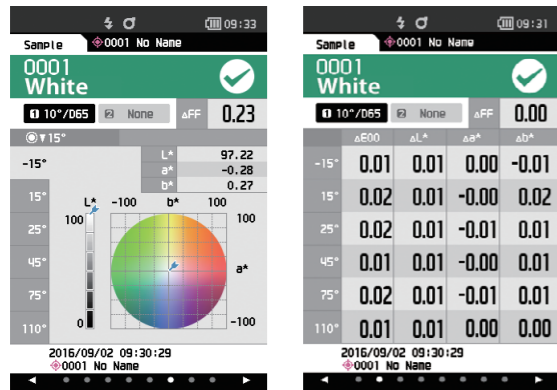 09:33
Sample 0001 No Name
0001
White
1 10°/D65 2 None ΔFF 0.23
▼15°
-15° L* 97.22
a* -0.28
b* 0.27
15°
25°
45°
75°
110°
L* -100 b* 100
100 100
a*
0 -100
2016/09/02 09:30:29
0001 No Name
09:31
Sample 0001 No Name
0001
White
1 10°/D65 2 None ΔFF 0.00
ΔE00 ΔL* Δa* Δb*
-15° 0.01 0.01 0.00 -0.01
15° 0.02 0.01 -0.00 0.02
25° 0.02 0.01 -0.01 0.01
45° 0.01 0.01 -0.00 0.01
75° 0.02 0.01 -0.01 0.01
110° 0.01 0.01 0.00 0.00
2016/09/02 09:30:29
0001 No Name